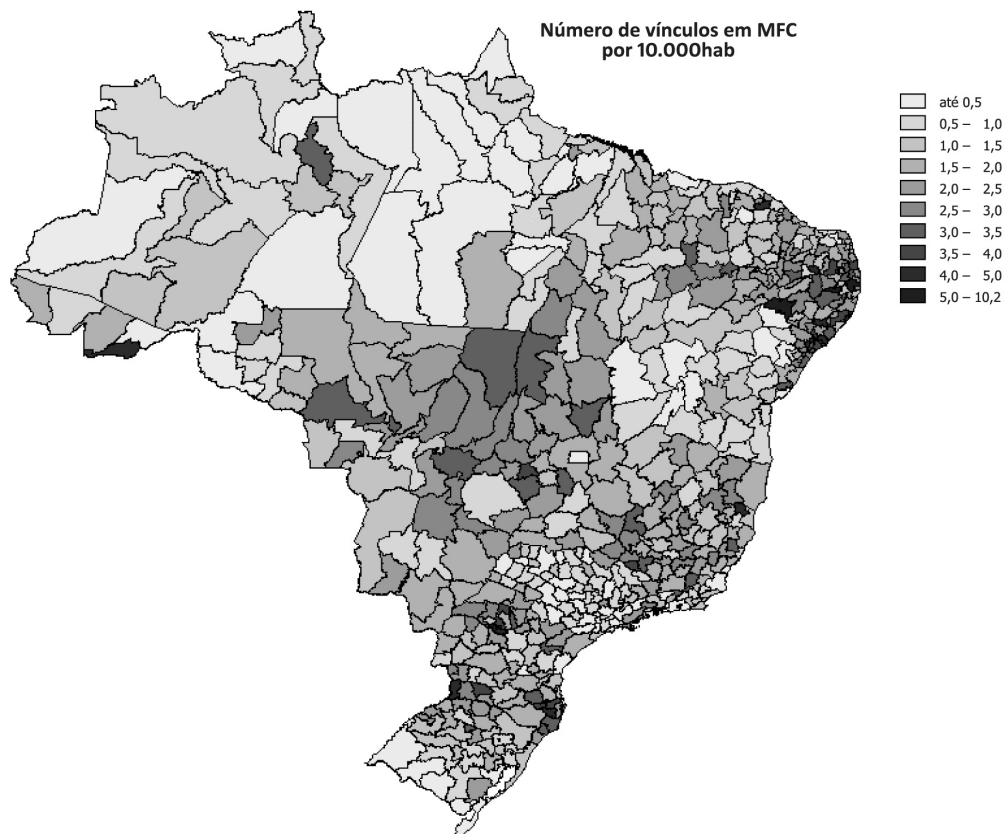 Número de vínculos em MFC
por 10.000hab
até 0,5
0,5 – 1,0
1,0 – 1,5
1,5 – 2,0
2,0 – 2,5
2,5 – 3,0
3,0 – 3,5
3,5 – 4,0
4,0 – 5,0
5,0 – 10,2